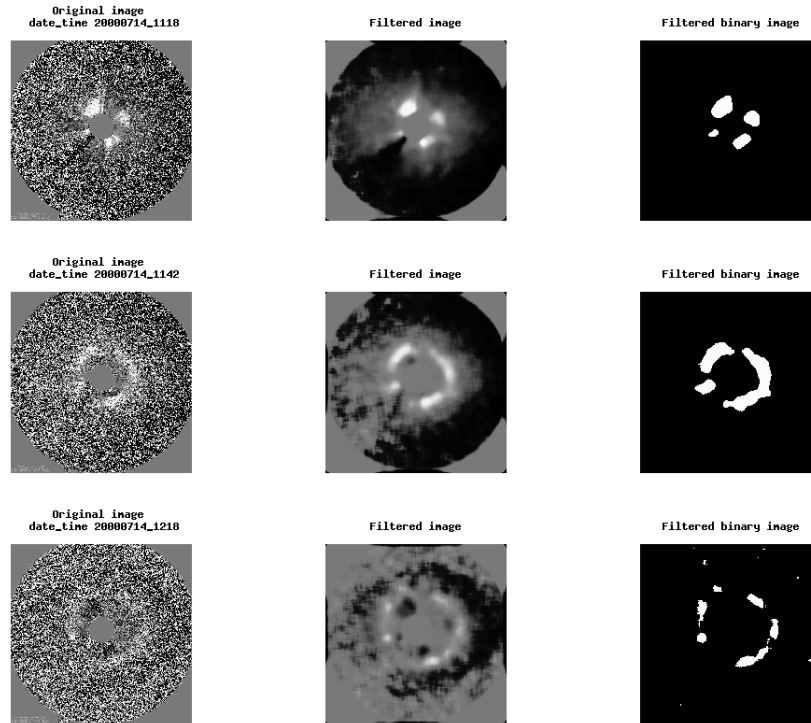 Original image
date_time 20000714_1118
Filtered image
Filtered binary image
Original image
date_time 20000714_1142
Filtered image
Filtered binary image
Original image
date_time 20000714_1218
Filtered image
Filtered binary image